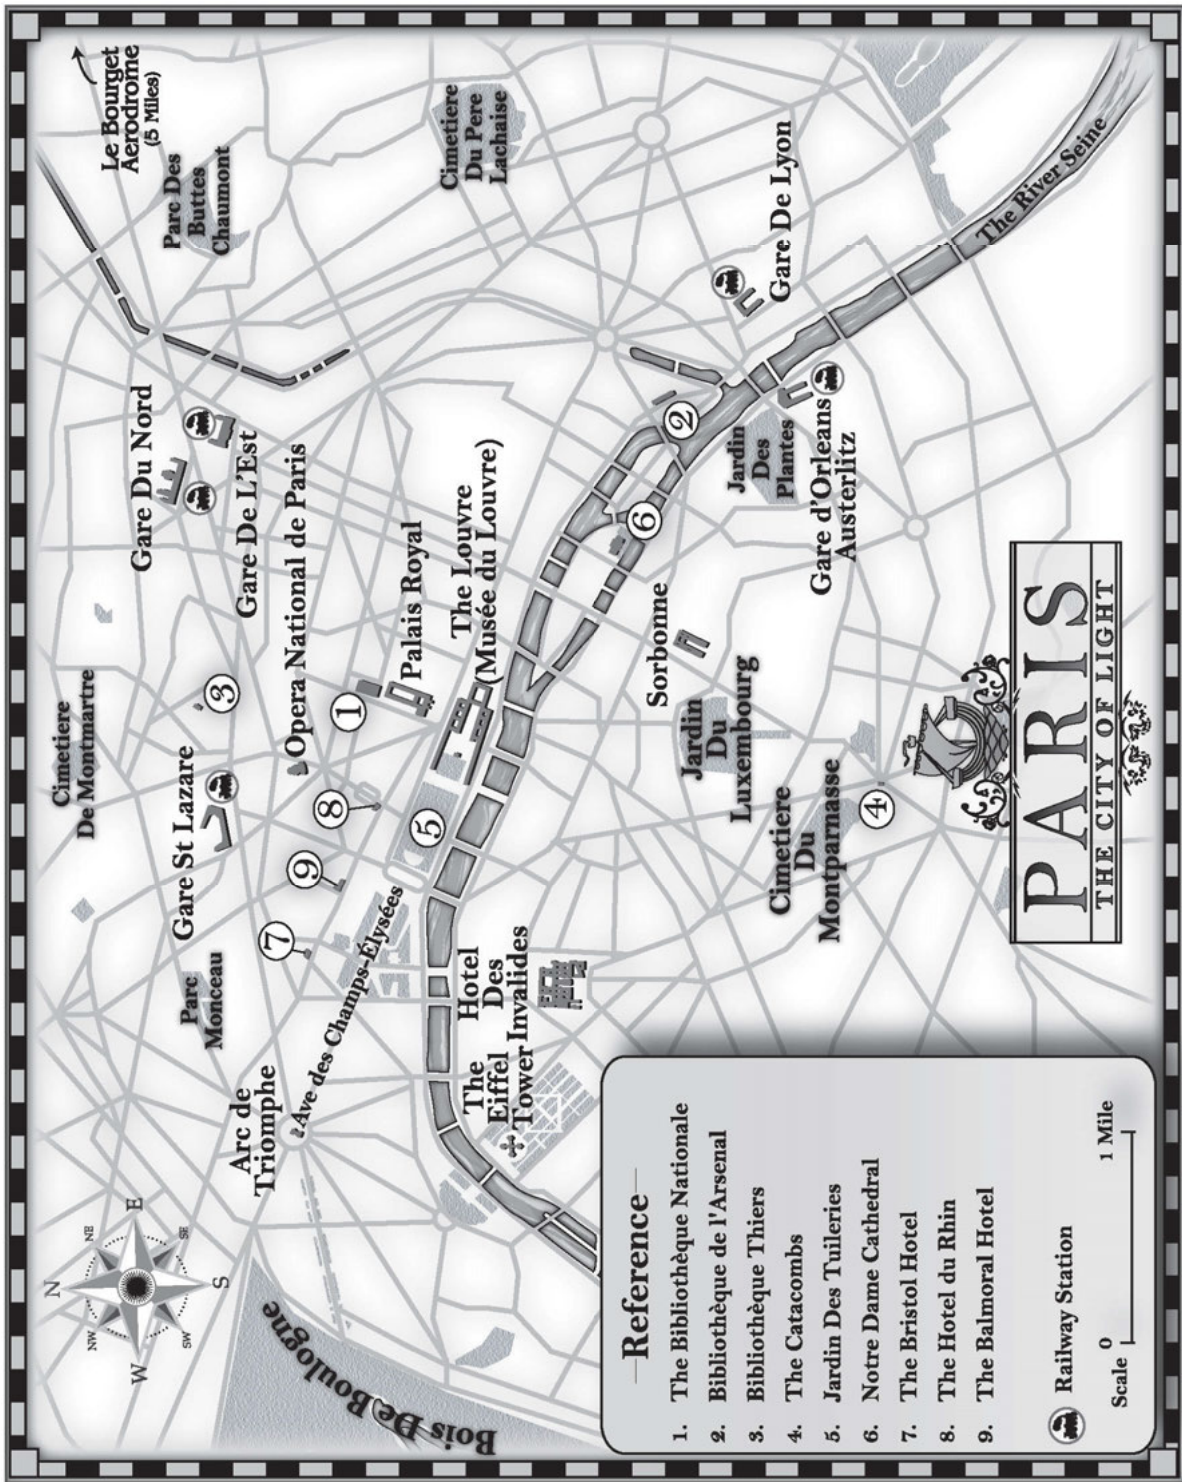 Le Bourget
Aerodrome
(5 Miles)
Parc Des
Buttes
Chaumont
Cimetiere
Du Pere
Lachaise
Gare De Lyon
The River Seine
Gare Du Nord
Gare De L'Est
Opera National de Paris
Palais Royal
The Louvre
(Musée du Louvre)
Jardin
Des
Plantes
Gare d'Orleans
Austerlitz
Sorbonne
Jardin
Du
Luxembourg
Cimetiere
Du
Montparnasse
Cimetiere
De Montmartre
Gare St Lazare
Parc
Monceau
Arc de
Triomphe
Ave des Champs-Élysées
Hotel
Des
Invalides
The
Eiffel
Tower
Bois De Boulogne
1
2
3
4
5
6
7
8
9
N
NE
E
SE
S
SW
W
NW
PARIS
THE CITY OF LIGHT
Reference
1. The Bibliothèque Nationale
2. Bibliothèque de l'Arsenal
3. Bibliothèque Thiers
4. The Catacombs
5. Jardin Des Tuileries
6. Notre Dame Cathedral
7. The Bristol Hotel
8. The Hotel du Rhin
9. The Balmoral Hotel
Railway Station
Scale 0 1 Mile